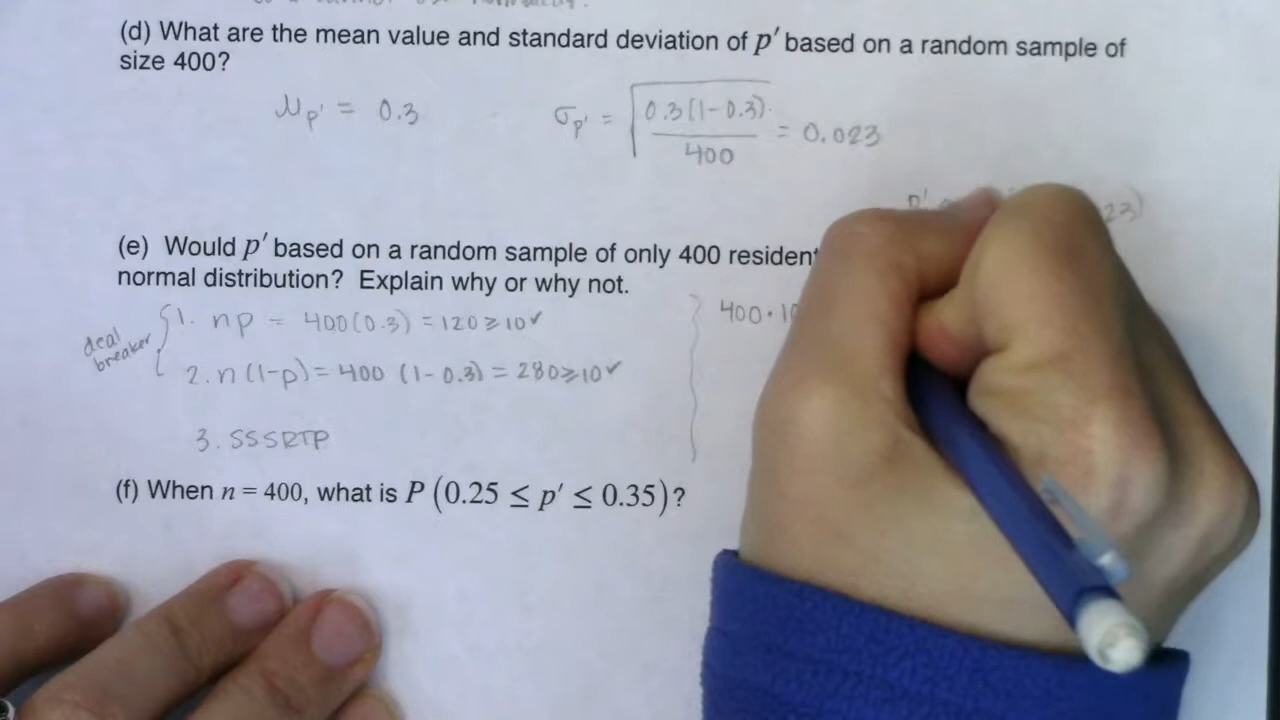 (d) What are the mean value and standard deviation of p' based on a random sample of
size 400?
μp' = 0.3
σp' = √0.3(1-0.3)/400 = 0.023
p' 23)
(e) Would p' based on a random sample of only 400
normal distribution? Explain why or why not.
deal breaker
1. np = 400(0.3) = 120 ≥ 10 ✓
400 • 10
2. n(1-p) = 400 (1-0.3) = 280 ≥ 10 ✓
3. SSSRTP
(f) When n = 400, what is P (0.25 ≤ p' ≤ 0.35)?